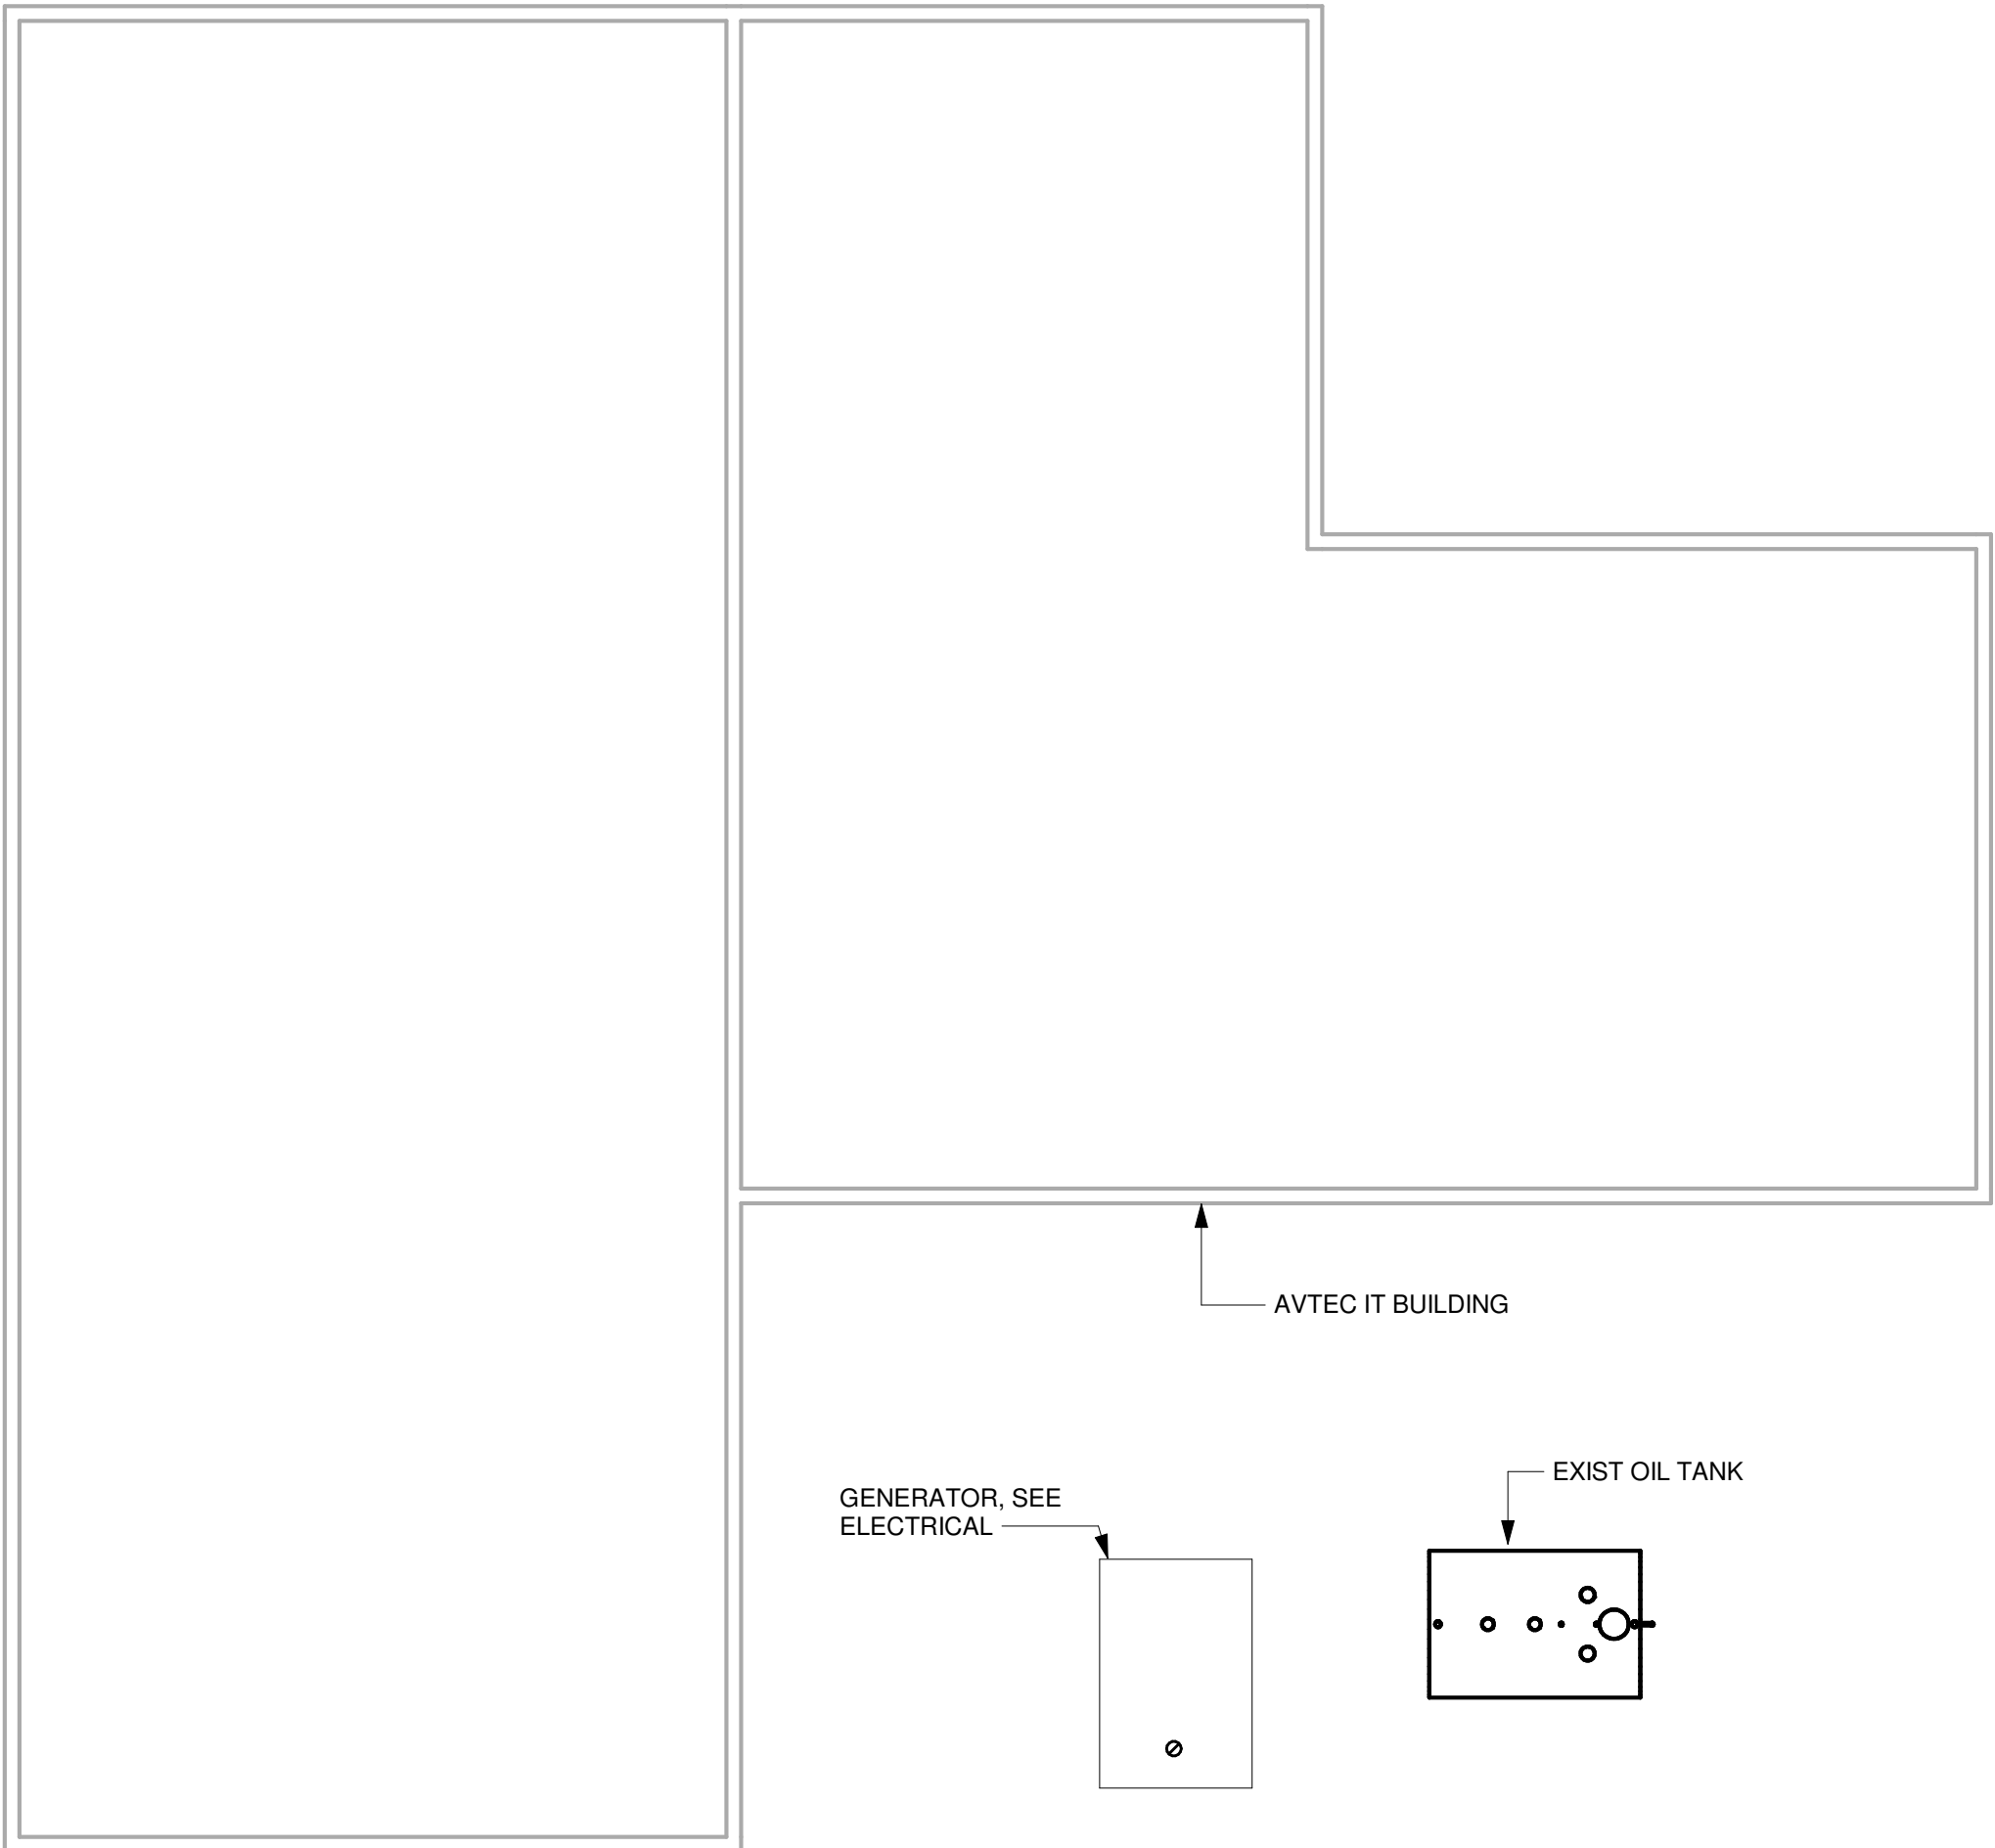 AVTEC IT BUILDING
EXIST OIL TANK
GENERATOR, SEE
ELECTRICAL